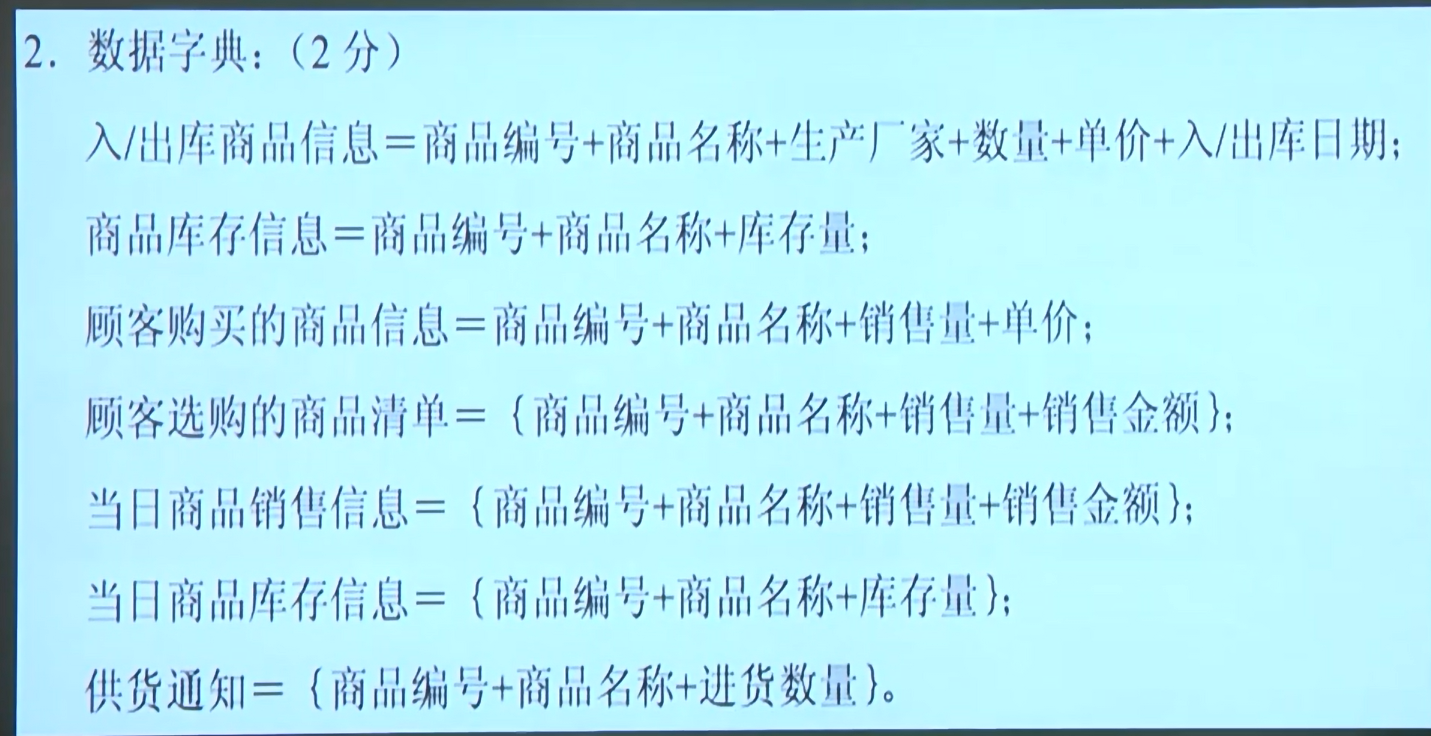 2. 数据字典：（2 分）
入/出库商品信息＝商品编号+商品名称+生产厂家+数量+单价+入/出库日期；
商品库存信息＝商品编号+商品名称+库存量；
顾客购买的商品信息＝商品编号+商品名称+销售量+单价；
顾客选购的商品清单＝｛商品编号+商品名称+销售量+销售金额｝；
当日商品销售信息＝｛商品编号+商品名称+销售量+销售金额｝；
当日商品库存信息＝｛商品编号+商品名称+库存量｝；
供货通知＝｛商品编号+商品名称+进货数量｝。